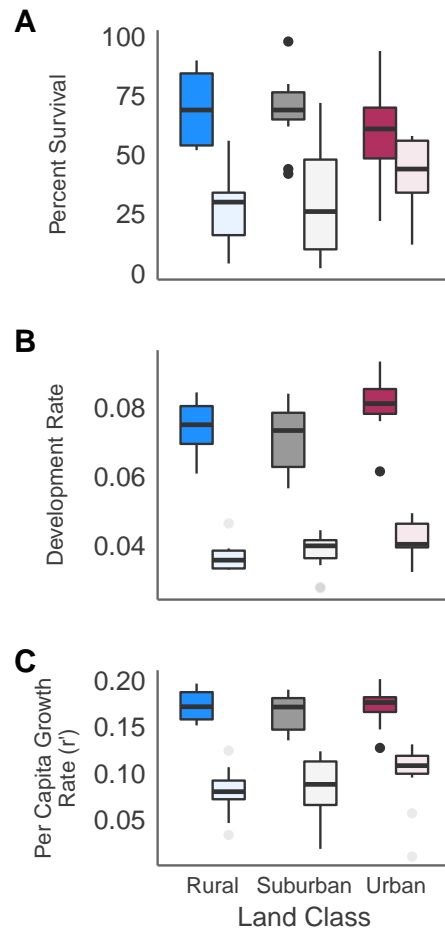 A
Percent Survival
100
75
50
25
0
B
Development Rate
0.08
0.06
0.04
C
Per Capita Growth
Rate (r')
0.20
0.15
0.10
0.05
Rural Suburban Urban
Land Class